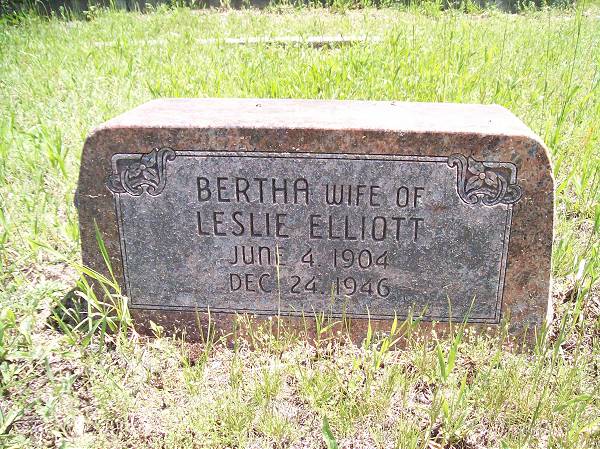 BERTHA WIFE OF
LESLIE ELLIOTT
JUNE 4, 1904
DEC 24, 1946